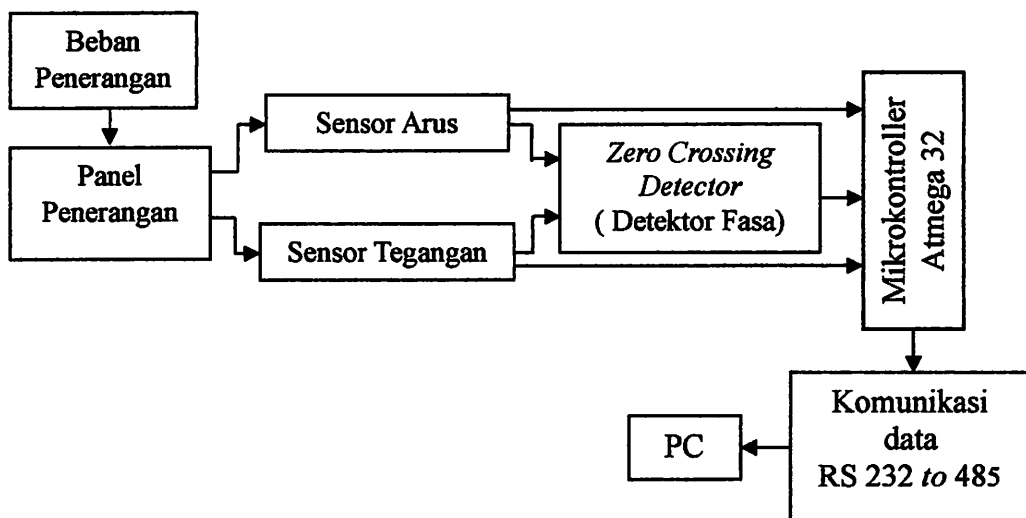 Beban
Penerangan
Panel
Penerangan
Sensor Arus
Sensor Tegangan
Zero Crossing
Detector
( Detektor Fasa)
Mikrokontroller
Atmega 32
Komunikasi
data
RS 232 to 485
PC